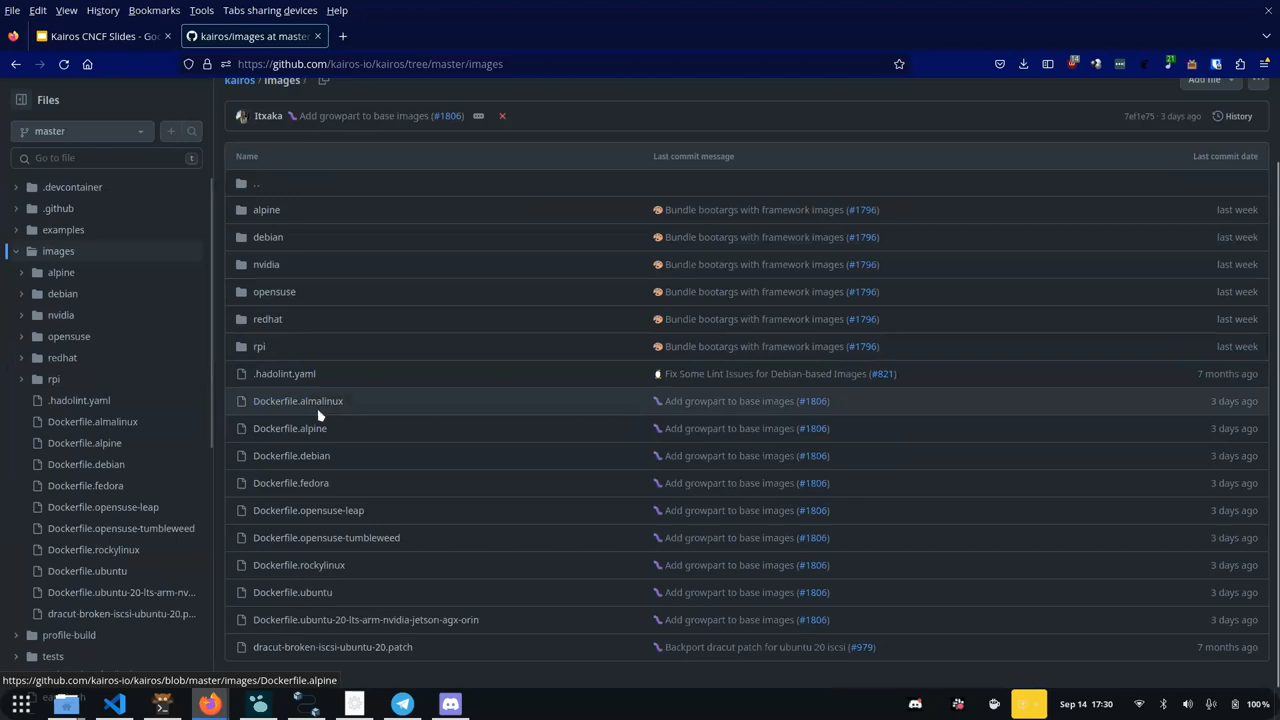 File Edit View History Bookmarks Tools Tabs sharing devices Help
Kairos CNCF Slides - Goo
kairos/images at master
https://github.com/kairos-io/kairos/tree/master/images
kairos / images /
Add file
Files
master
Go to file
t
.devcontainer
.github
examples
images
alpine
debian
nvidia
opensuse
redhat
rpi
.hadolint.yaml
Dockerfile.almalinux
Dockerfile.alpine
Dockerfile.debian
Dockerfile.fedora
Dockerfile.opensuse-leap
Dockerfile.opensuse-tumbleweed
Dockerfile.rockylinux
Dockerfile.ubuntu
Dockerfile.ubuntu-20-lts-arm-nv...
dracut-broken-iscsi-ubuntu-20.p...
profile-build
tests
Itxaka Add growpart to base images (#1806)
7ef1e75 · 3 days ago History
Name Last commit message Last commit date
..
alpine Bundle bootargs with framework images (#1796) last week
debian Bundle bootargs with framework images (#1796) last week
nvidia Bundle bootargs with framework images (#1796) last week
opensuse Bundle bootargs with framework images (#1796) last week
redhat Bundle bootargs with framework images (#1796) last week
rpi Bundle bootargs with framework images (#1796) last week
.hadolint.yaml Fix Some Lint Issues for Debian-based Images (#821) 7 months ago
Dockerfile.almalinux Add growpart to base images (#1806) 3 days ago
Dockerfile.alpine Add growpart to base images (#1806) 3 days ago
Dockerfile.debian Add growpart to base images (#1806) 3 days ago
Dockerfile.fedora Add growpart to base images (#1806) 3 days ago
Dockerfile.opensuse-leap Add growpart to base images (#1806) 3 days ago
Dockerfile.opensuse-tumbleweed Add growpart to base images (#1806) 3 days ago
Dockerfile.rockylinux Add growpart to base images (#1806) 3 days ago
Dockerfile.ubuntu Add growpart to base images (#1806) 3 days ago
Dockerfile.ubuntu-20-lts-arm-nvidia-jetson-agx-orin Add growpart to base images (#1806) 3 days ago
dracut-broken-iscsi-ubuntu-20.patch Backport dracut patch for ubuntu 20 iscsi (#979) 7 months ago
https://github.com/kairos-io/kairos/blob/master/images/Dockerfile.alpine
Sep 14 17:30
100 %